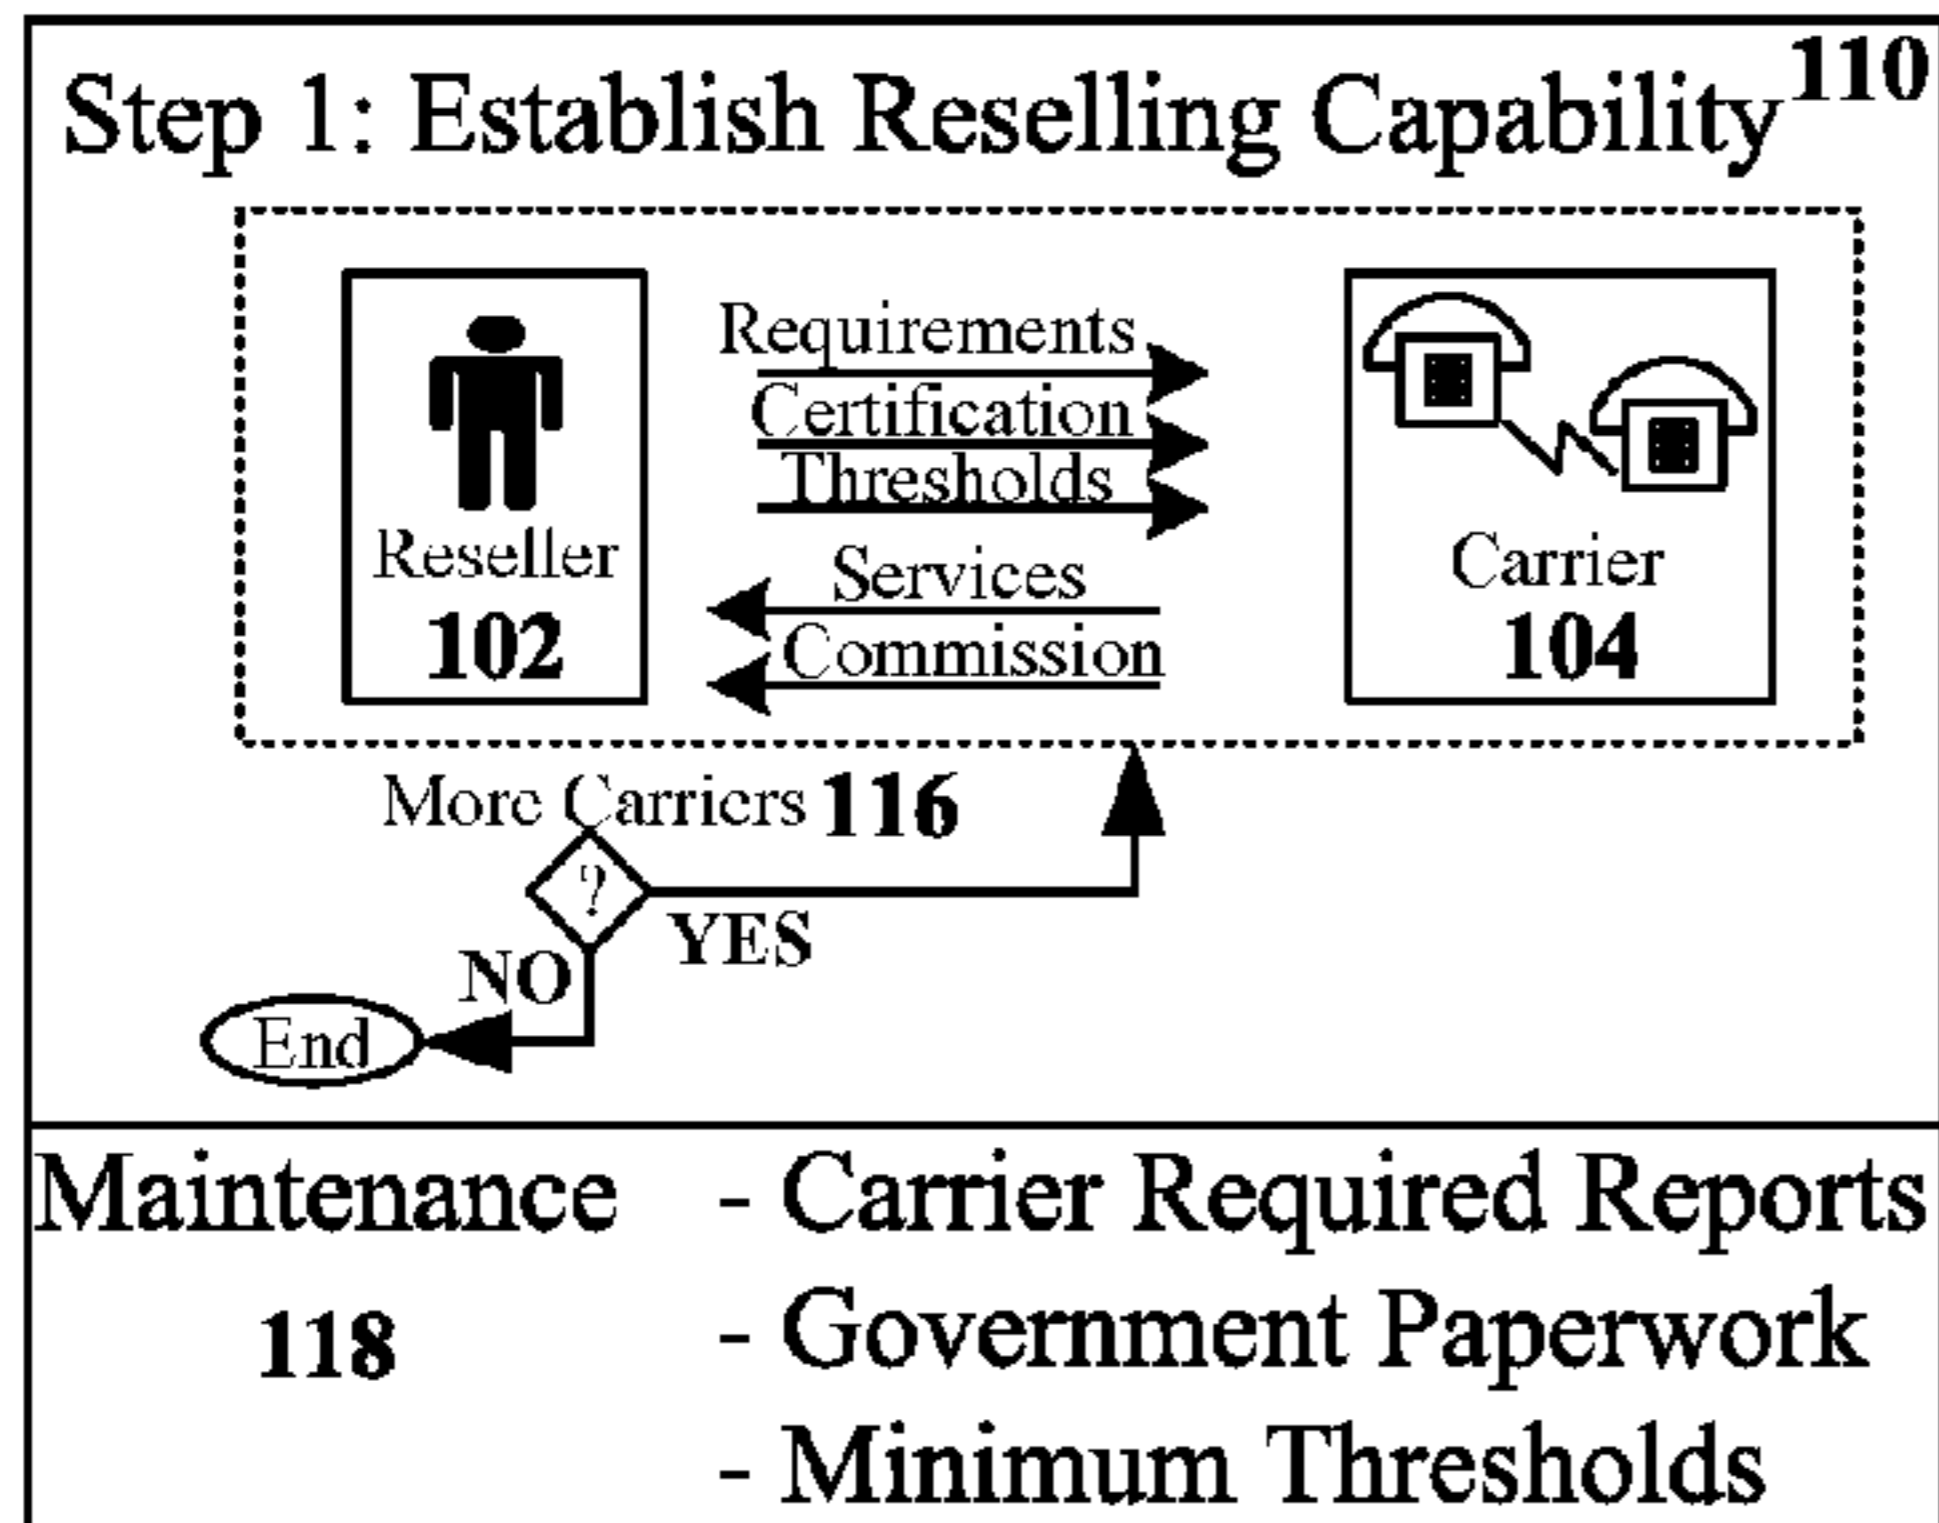 Step 1: Establish Reselling Capability 110
Requirements
Certification
Thresholds
Services
Commission
Reseller
102
Carrier
104
More Carriers 116
?
YES
NO
End
Maintenance
118
- Carrier Required Reports
- Government Paperwork
- Minimum Thresholds